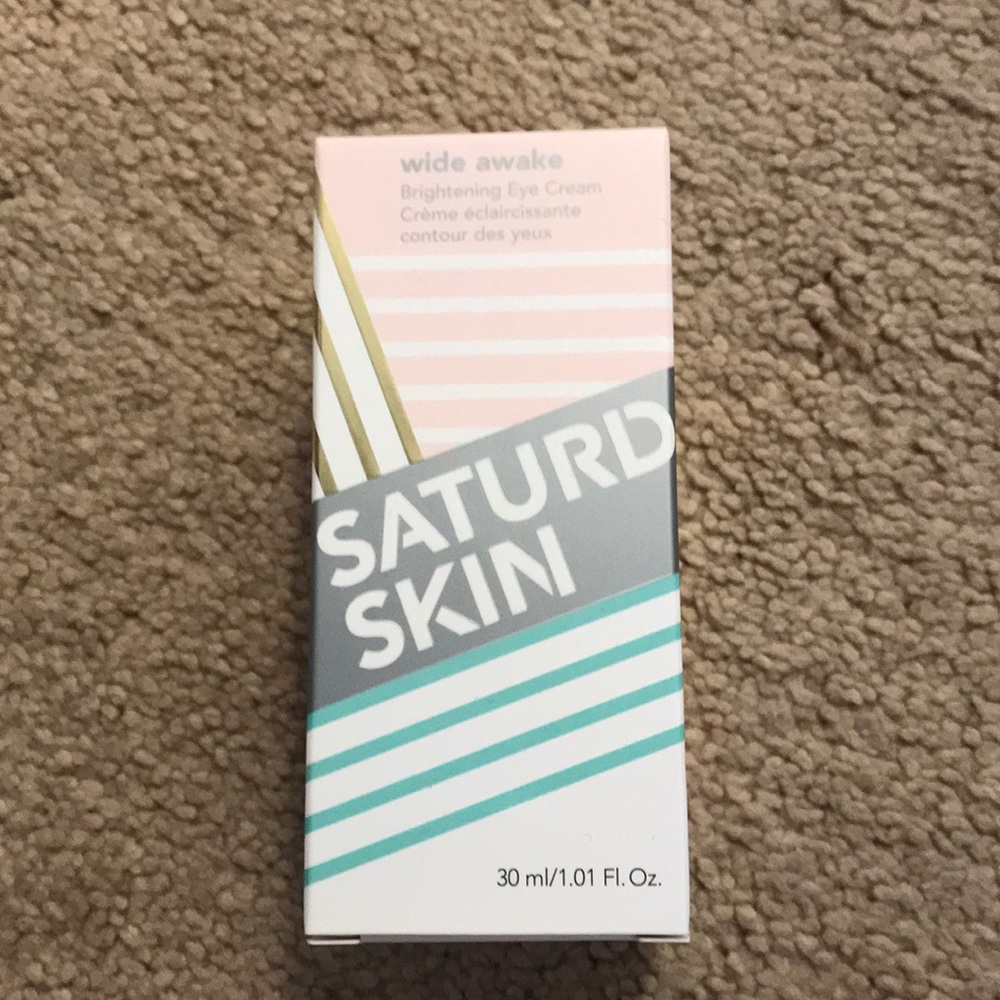 wide awake
Brightening Eye Cream
Crème éclaircissante
contour des yeux
SATURD
SKIN
30 ml/1.01 Fl. Oz.